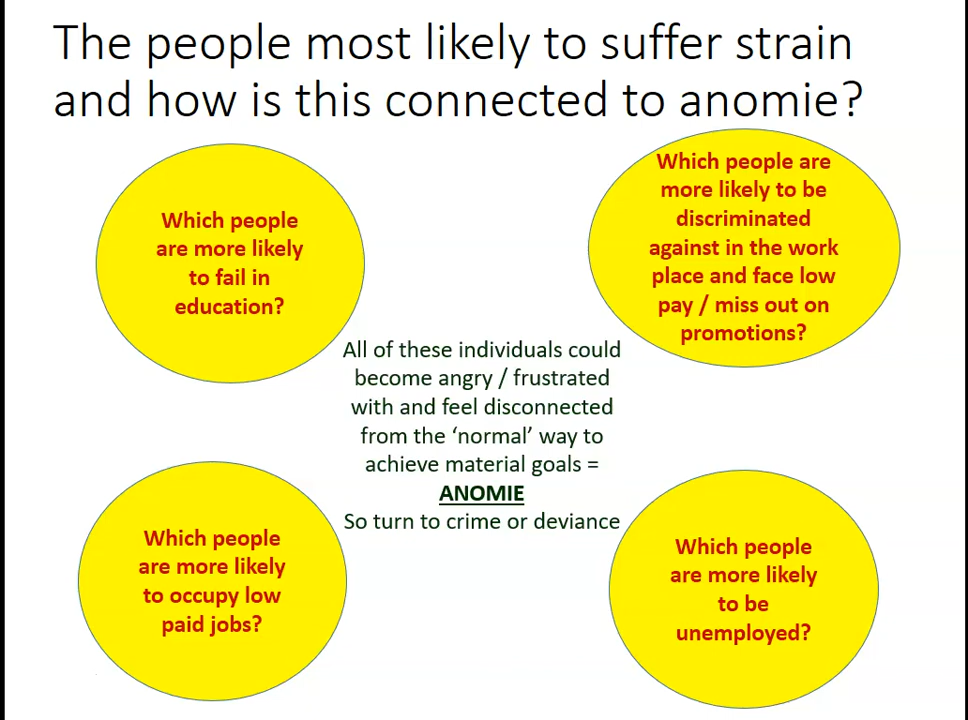 The people most likely to suffer strain
and how is this connected to anomie?
Which people
are more likely
to fail in
education?
Which people are
more likely to be
discriminated
against in the work
place and face low
pay / miss out on
promotions?
All of these individuals could
become angry / frustrated
with and feel disconnected
from the ‘normal’ way to
achieve material goals =
ANOMIE
So turn to crime or deviance
Which people
are more likely
to occupy low
paid jobs?
Which people
are more likely
to be
unemployed?